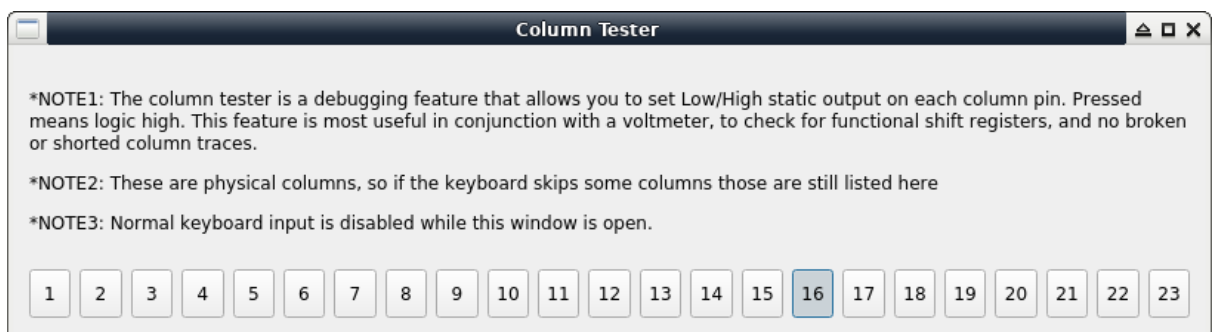 Column Tester
*NOTE1: The column tester is a debugging feature that allows you to set Low/High static output on each column pin. Pressed
means logic high. This feature is most useful in conjunction with a voltmeter, to check for functional shift registers, and no broken
or shorted column traces.
*NOTE2: These are physical columns, so if the keyboard skips some columns those are still listed here
*NOTE3: Normal keyboard input is disabled while this window is open.
1 2 3 4 5 6 7 8 9 10 11 12 13 14 15 16 17 18 19 20 21 22 23